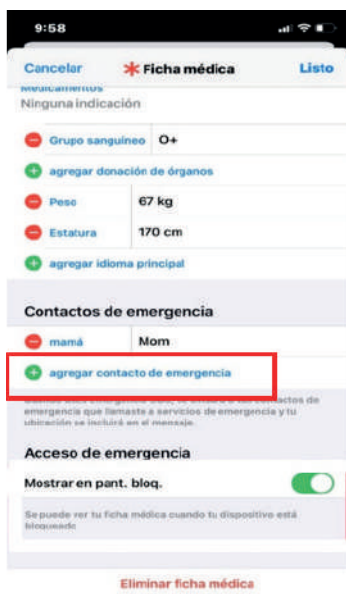 9:58
Cancelar Ficha médica Listo
Medicamentos
Ninguna indicación
Grupo sanguíneo O+
agregar donación de órganos
Peso 67 kg
Estatura 170 cm
agregar idioma principal
Contactos de emergencia
mamá Mom
agregar contacto de emergencia
contactos de
emergencia que llamaste a servicios de emergencia y tu
ubicación se incluirá en el mensaje.
Acceso de emergencia
Mostrar en pant. bloq.
Se puede ver tu ficha médica cuando tu dispositivo está
bloqueado
Eliminar ficha médica